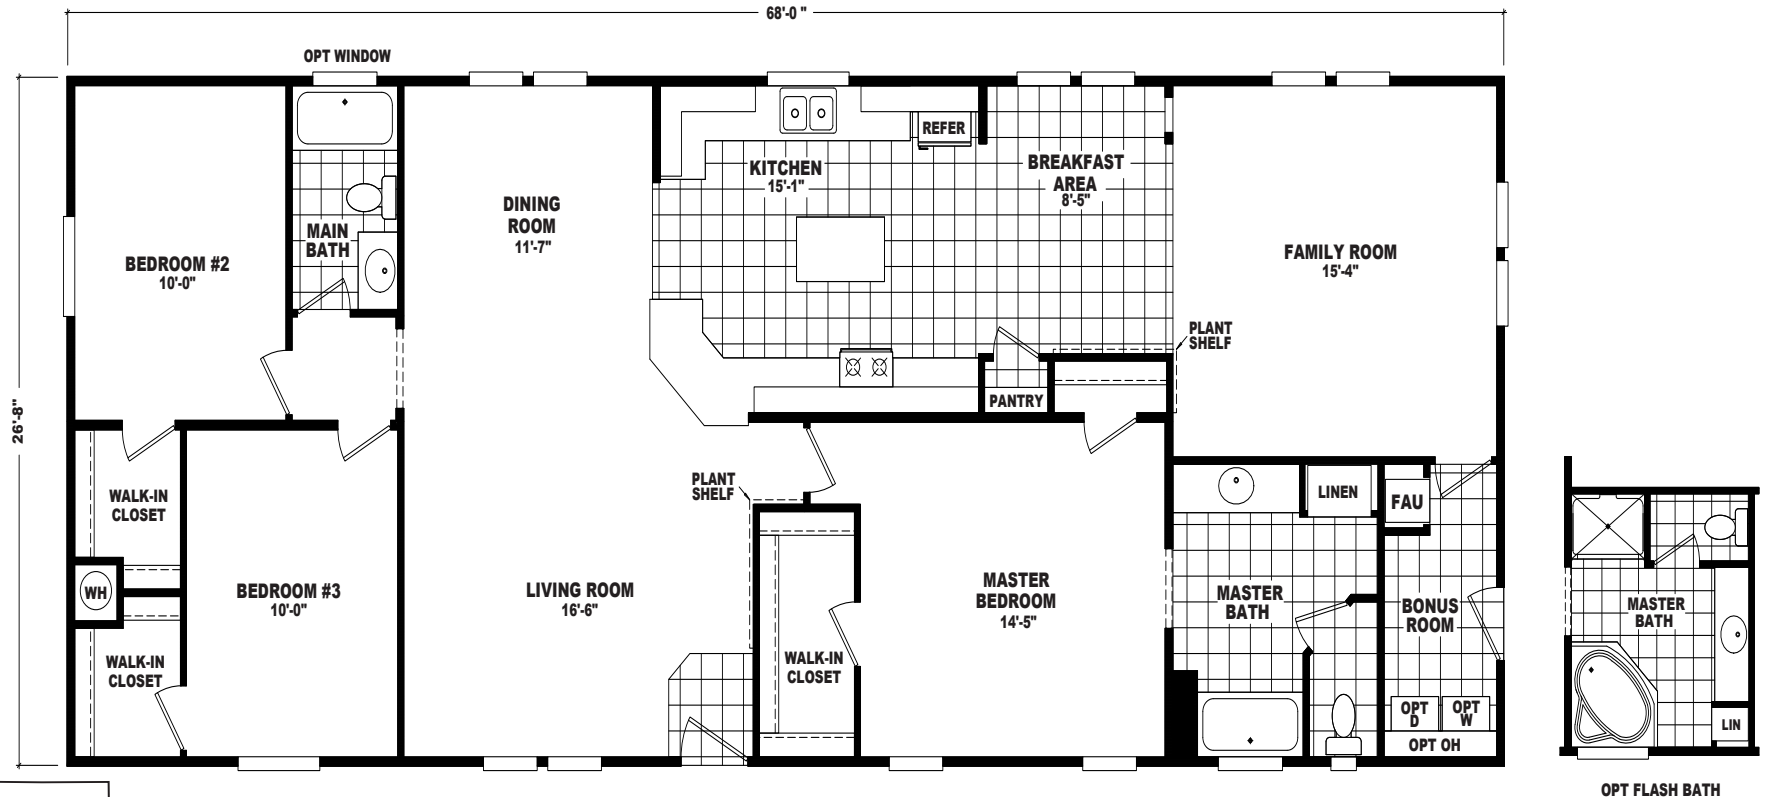 68'-0"
OPT WINDOW
26'-8"
BEDROOM #2
10'-0"
MAIN
BATH
DINING
ROOM
11'-7"
KITCHEN
15'-1"
REFER
BREAKFAST
AREA
8'-5"
FAMILY ROOM
15'-4"
PLANT
SHELF
PANTRY
WALK-IN
CLOSET
WH
WALK-IN
CLOSET
BEDROOM #3
10'-0"
LIVING ROOM
16'-6"
PLANT
SHELF
WALK-IN
CLOSET
MASTER
BEDROOM
14'-5"
LINEN
FAU
MASTER
BATH
BONUS
ROOM
OPT
D
OPT
W
OPT OH
MASTER
BATH
LIN
OPT FLASH BATH